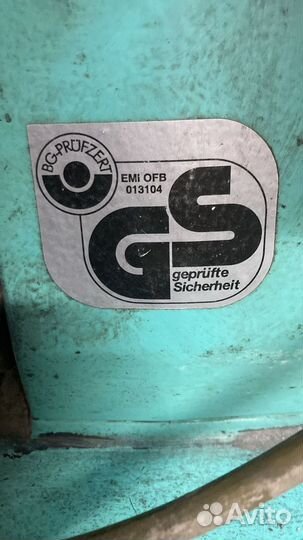 BG-PRÜFZERT
EMi OFB
013104
GS
geprüfte
Sicherheit
Avito